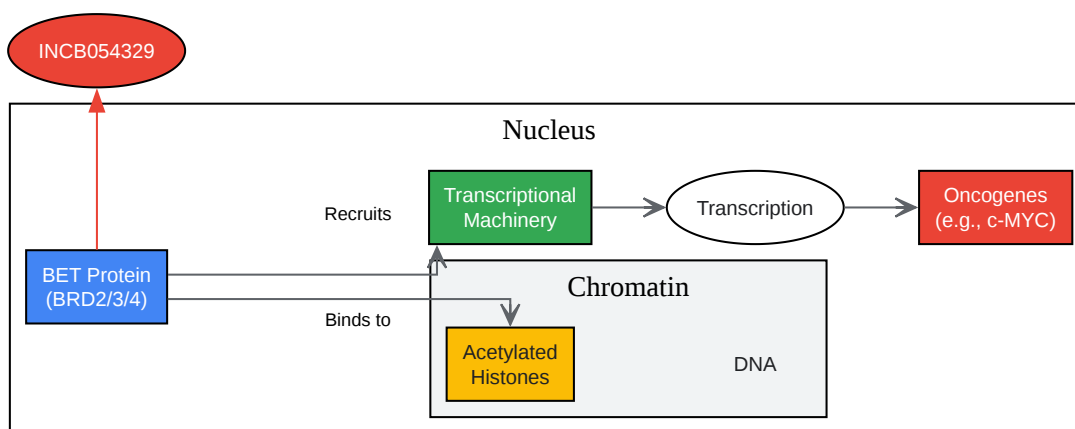 INCB054329
Nucleus
Transcriptional
Machinery
Transcription
Oncogenes
(e.g., c-MYC)
Recruits
BET Protein
(BRD2/3/4)
Chromatin
Binds to
Acetylated
Histones
DNA